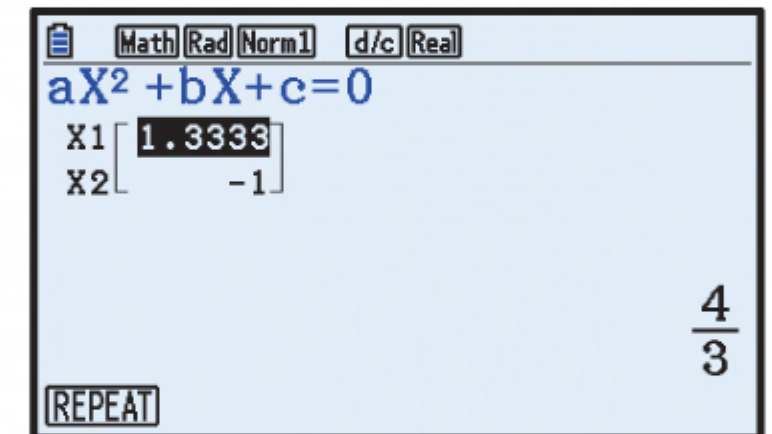 Math Rad Norm1 d/c Real
aX² +bX+c=0
X1[ 1.3333]
X2[ -1]
4
3
REPEAT